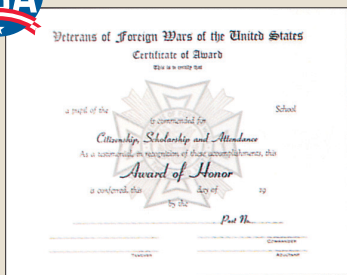 Veterans of Foreign Wars of the United States
Certificate of Award
This is to certify that
a pupil of the School
is commended for
Citizenship, Scholarship and Attendance
As a testimonial in recognition of these accomplishments, this
Award of Honor
is conferred, this day of 19
by the
Post No.
COMMANDER
TEACHER ADJUTANT